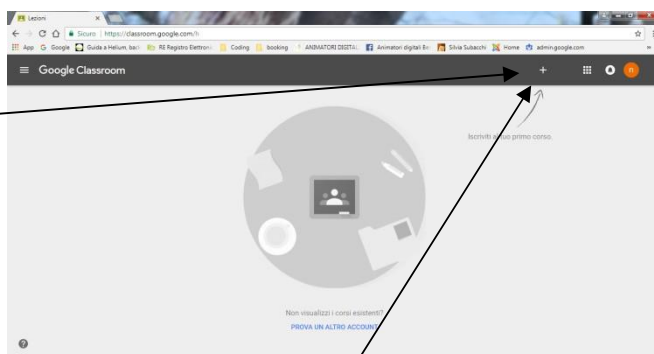 Lezioni
Sicuro | https://classroom.google.com/h
App Google Guida a Helium, bac RE Registro Elettroni Coding booking ANIMATORI DIGITAL Animatori digitali Silvia Subacchi Home admin.google.com
Google Classroom + n
Iscriviti al tuo primo corso.
Non visualizzi i corsi esistenti?
PROVA UN ALTRO ACCOUNT
?